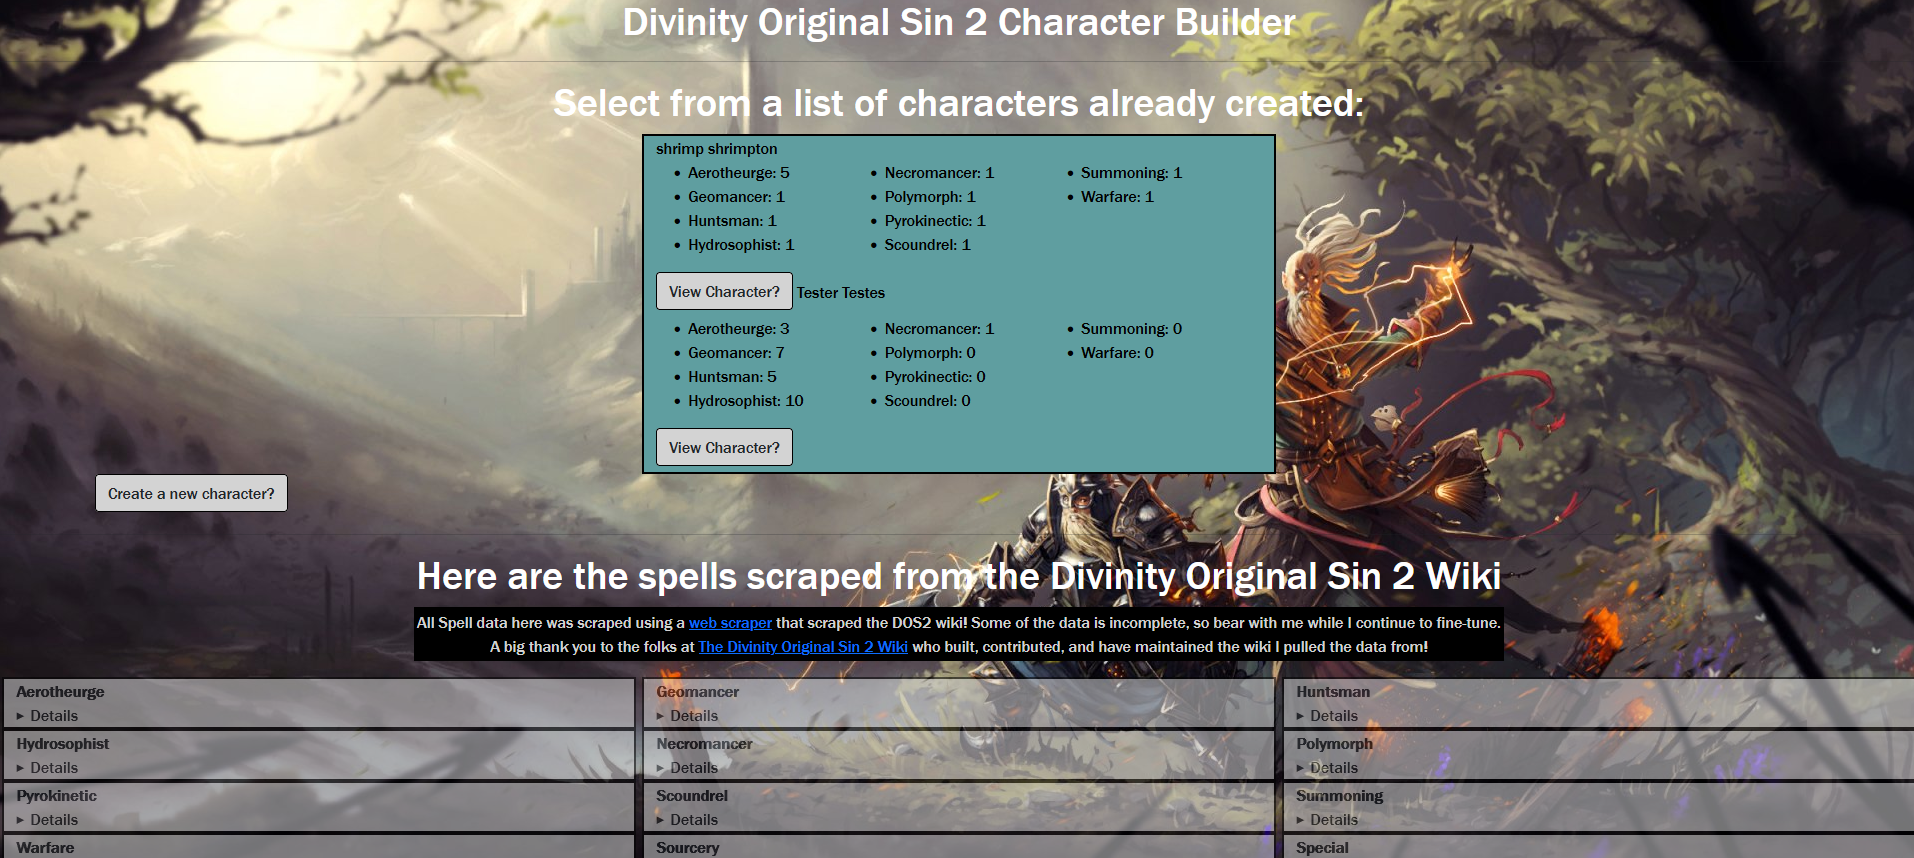 Divinity Original Sin 2 Character Builder
Select from a list of characters already created:
shrimp shrimpton
Aerotheurge: 5
Geomancer: 1
Huntsman: 1
Hydrosophist: 1
Necromancer: 1
Polymorph: 1
Pyrokinectic: 1
Scoundrel: 1
Summoning: 1
Warfare: 1
View Character? Tester Testes
Aerotheurge: 3
Geomancer: 7
Huntsman: 5
Hydrosophist: 10
Necromancer: 1
Polymorph: 0
Pyrokinectic: 0
Scoundrel: 0
Summoning: 0
Warfare: 0
View Character?
Create a new character?
Here are the spells scraped from the Divinity Original Sin 2 Wiki
All Spell data here was scraped using a web scraper that scraped the DOS2 wiki! Some of the data is incomplete, so bear with me while I continue to fine-tune.
A big thank you to the folks at The Divinity Original Sin 2 Wiki who built, contributed, and have maintained the wiki I pulled the data from!
Aerotheurge
Details
Geomancer
Details
Huntsman
Details
Hydrosophist
Details
Necromancer
Details
Polymorph
Details
Pyrokinetic
Details
Scoundrel
Details
Summoning
Details
Warfare
Sourcery
Special